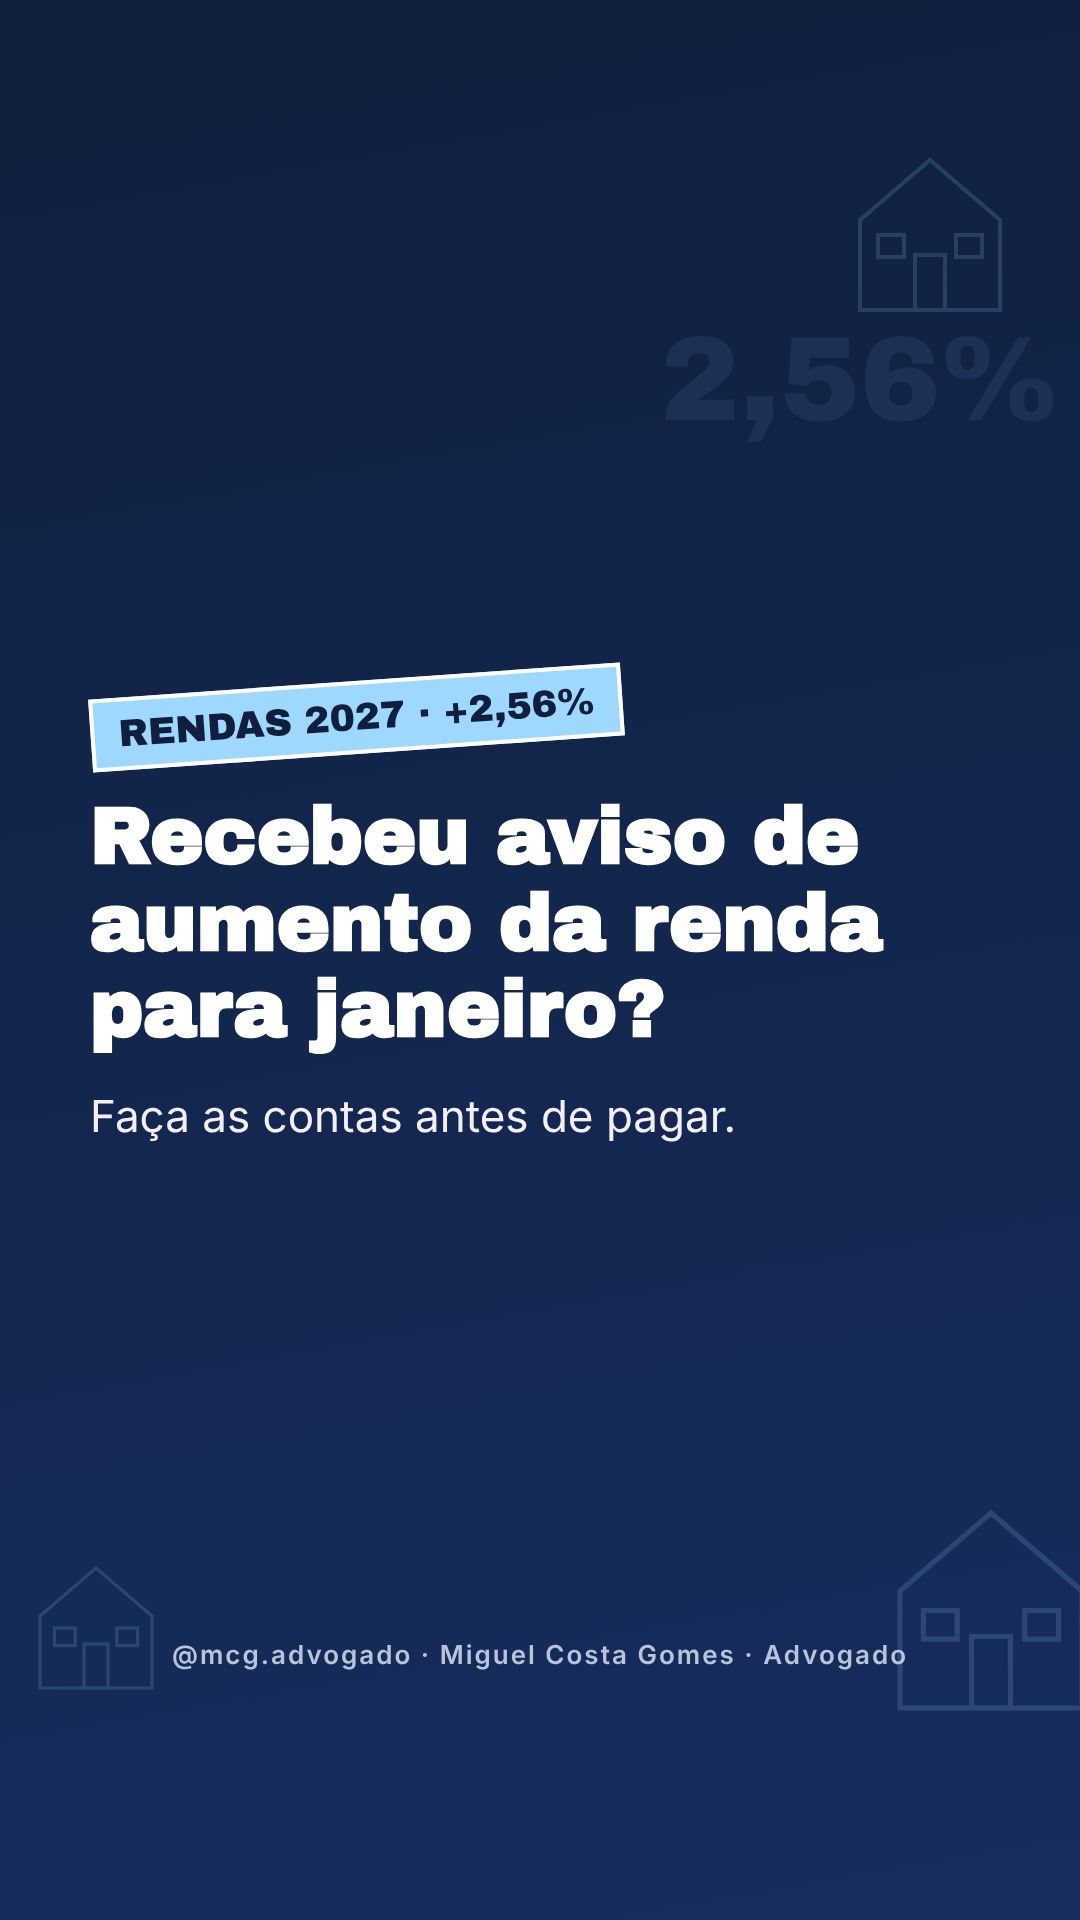 2,56%
RENDAS 2027 · +2,56%
Recebeu aviso de
aumento da renda
para janeiro?
Faça as contas antes de pagar.
@mcg.advogado · Miguel Costa Gomes · Advogado